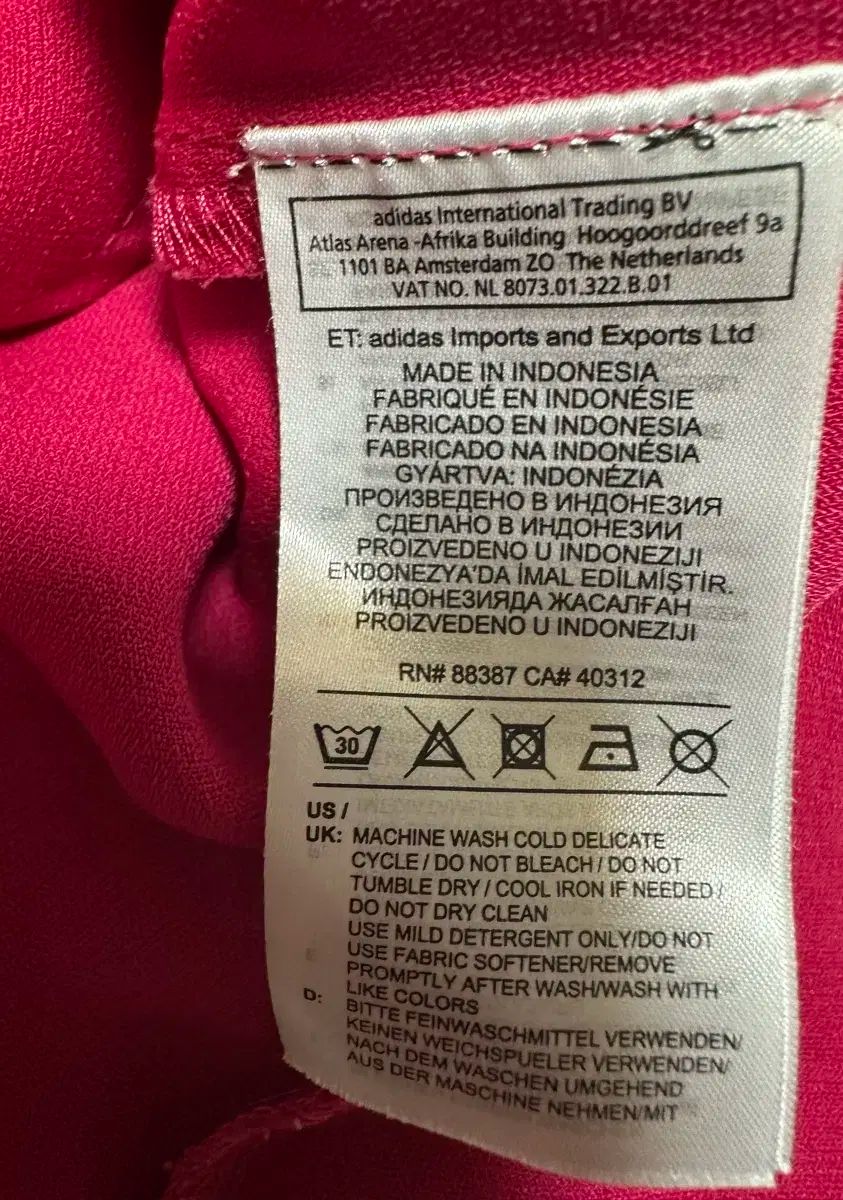 adidas International Trading BV
Atlas Arena -Afrika Building Hoogoorddreef 9a
1101 BA Amsterdam ZO The Netherlands
VAT NO. NL 8073.01.322.B.01
ET: adidas Imports and Exports Ltd
MADE IN INDONESIA
FABRIQUÉ EN INDONÉSIE
FABRICADO EN INDONESIA
FABRICADO NA INDONÉSIA
GYÁRTVA: INDONÉZIA
ПРОИЗВЕДЕНО В ИНДОНЕЗИЯ
СДЕЛАНО В ИНДОНЕЗИИ
PROIZVEDENO U INDONEZIJI
ENDONEZYA'DA İMAL EDİLMİŞTİR.
ИНДОНЕЗИЯДА ЖАСАЛҒАН
PROIZVEDENO U INDONEZIJI
RN# 88387 CA# 40312
30
US /
UK: MACHINE WASH COLD DELICATE
CYCLE / DO NOT BLEACH / DO NOT
TUMBLE DRY / COOL IRON IF NEEDED /
DO NOT DRY CLEAN
USE MILD DETERGENT ONLY/DO NOT
USE FABRIC SOFTENER/REMOVE
PROMPTLY AFTER WASH/WASH WITH
LIKE COLORS
D: BITTE FEINWASCHMITTEL VERWENDEN/
KEINEN WEICHSPUELER VERWENDEN/
NACH DEM WASCHEN UMGEHEND
AUS DER MASCHINE NEHMEN/MIT